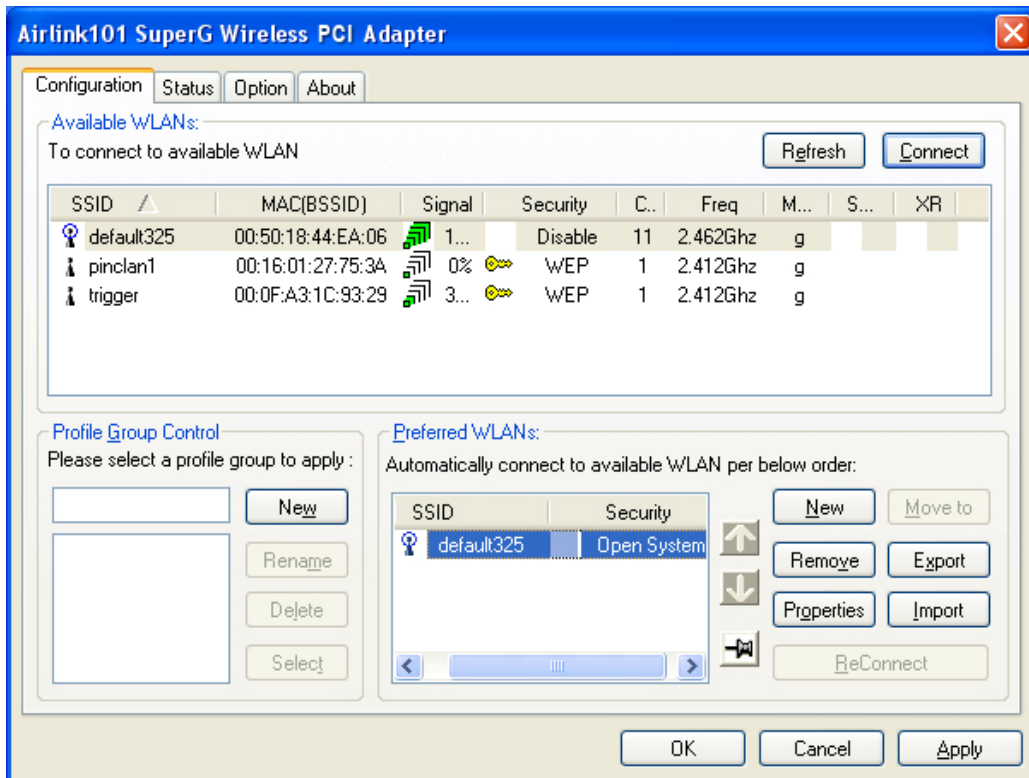 Airlink101 SuperG Wireless PCI Adapter
Configuration Status Option About
Available WLANs:
To connect to available WLAN
Refresh Connect
SSID MAC(BSSID) Signal Security C.. Freq M... S... XR
default325 00:50:18:44:EA:06 1... Disable 11 2.462Ghz g
pinclan1 00:16:01:27:75:3A 0% WEP 1 2.412Ghz g
trigger 00:0F:A3:1C:93:29 3... WEP 1 2.412Ghz g
Profile Group Control
Please select a profile group to apply :
New
Rename
Delete
Select
Preferred WLANs:
Automatically connect to available WLAN per below order:
SSID Security
default325 Open System
New Move to
Remove Export
Properties Import
ReConnect
OK Cancel Apply